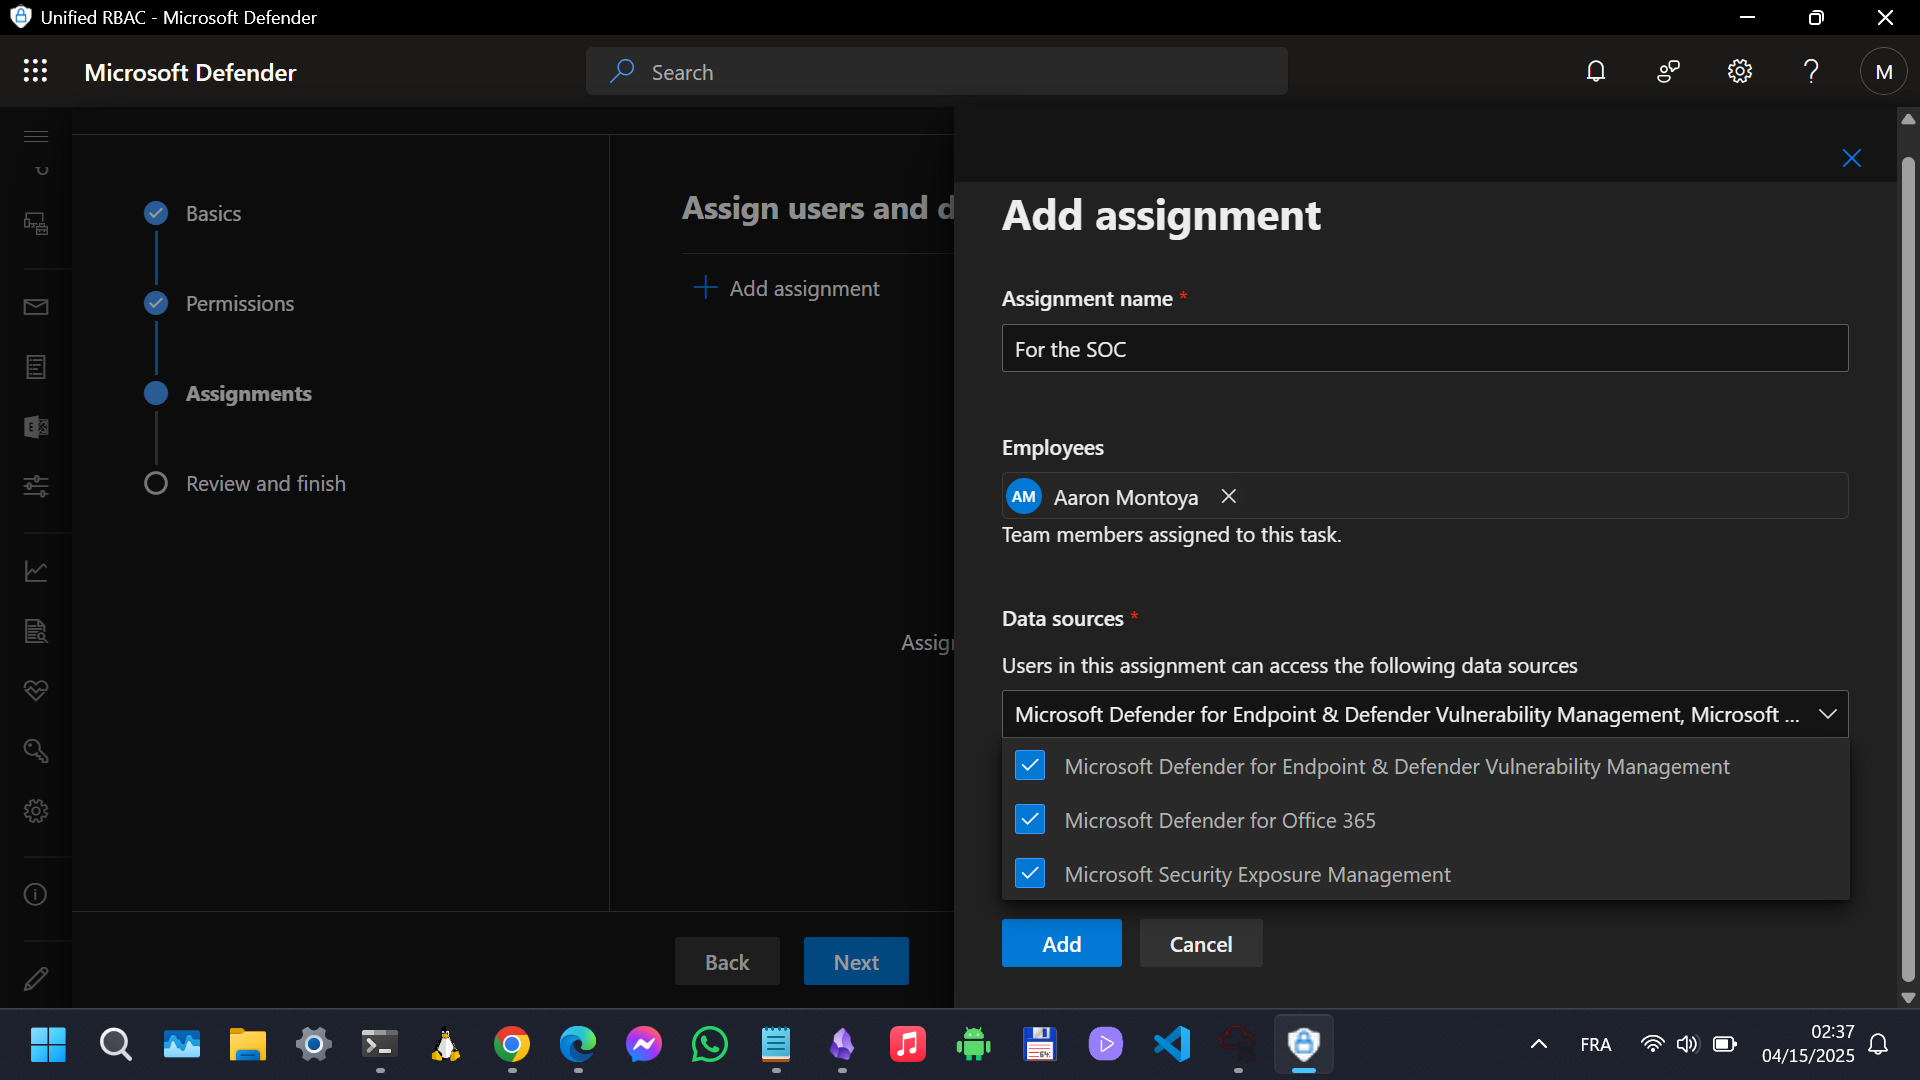 Unified RBAC - Microsoft Defender
Microsoft Defender
Search
M
Basics
Permissions
Assignments
Review and finish
Assign users and d
Add assignment
Assign
Back
Next
Add assignment
Assignment name *
For the SOC
Employees
AM Aaron Montoya
Team members assigned to this task.
Data sources *
Users in this assignment can access the following data sources
Microsoft Defender for Endpoint & Defender Vulnerability Management, Microsoft ...
Microsoft Defender for Endpoint & Defender Vulnerability Management
Microsoft Defender for Office 365
Microsoft Security Exposure Management
Add
Cancel
64
FRA
02:37
04/15/2025